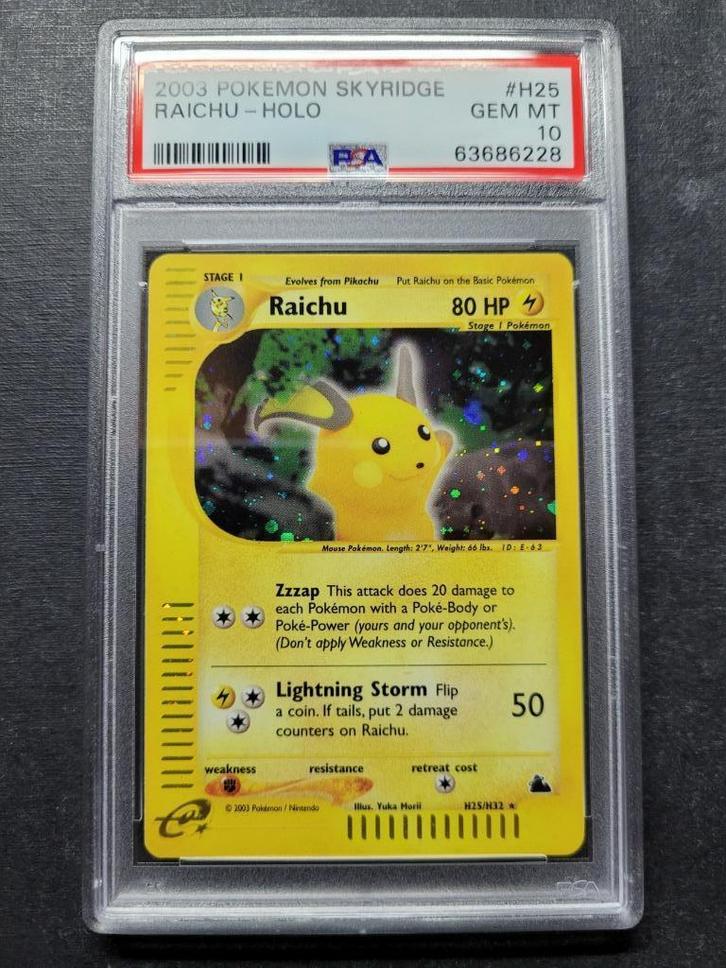 2003 POKEMON SKYRIDGE #H25
RAICHU - HOLO GEM MT
10
PSA 63686228
STAGE 1 Evolves from Pikachu Put Raichu on the Basic Pokémon
Raichu 80 HP
Stage 1 Pokémon
Mouse Pokémon. Length: 2'7", Weight: 66 lbs. ID: E-63
Zzzap This attack does 20 damage to
each Pokémon with a Poké-Body or
Poké-Power (yours and your opponent's).
(Don't apply Weakness or Resistance.)
Lightning Storm Flip
a coin. If tails, put 2 damage
counters on Raichu.
50
weakness resistance retreat cost
© 2003 Pokémon / Nintendo Illus. Yuka Morii H25/H32 ★
e
PSA